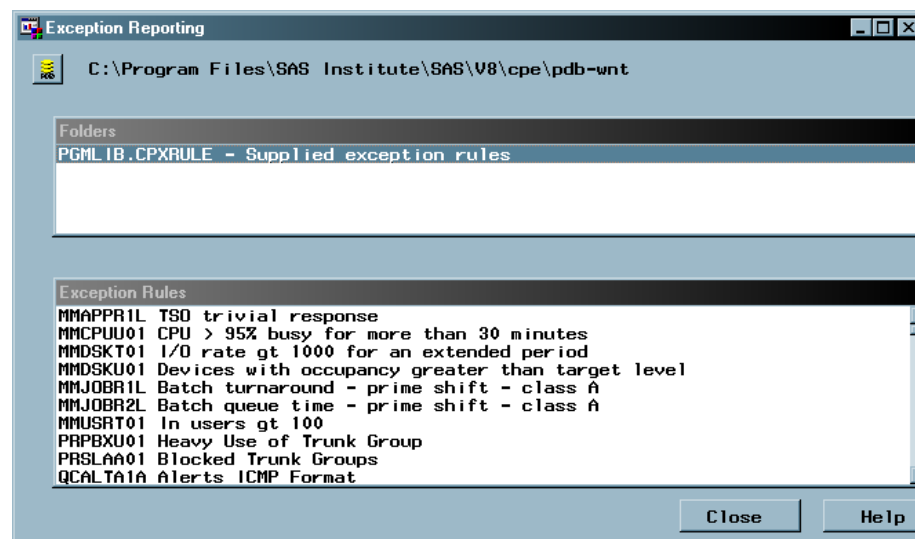 Exception Reporting
C:\Program Files\SAS Institute\SAS\V8\cpe\pdb-wnt
Folders
PGMLIB.CPXRULE - Supplied exception rules
Exception Rules
MMAPPR1L TSO trivial response
MMCPUU01 CPU > 95% busy for more than 30 minutes
MMDSKT01 I/O rate gt 1000 for an extended period
MMDSKU01 Devices with occupancy greater than target level
MMJOBR1L Batch turnaround - prime shift - class A
MMJOBR2L Batch queue time - prime shift - class A
MMUSRT01 In users gt 100
PRPBXU01 Heavy Use of Trunk Group
PRSLAA01 Blocked Trunk Groups
QCALTA1A Alerts ICMP Format
Close Help